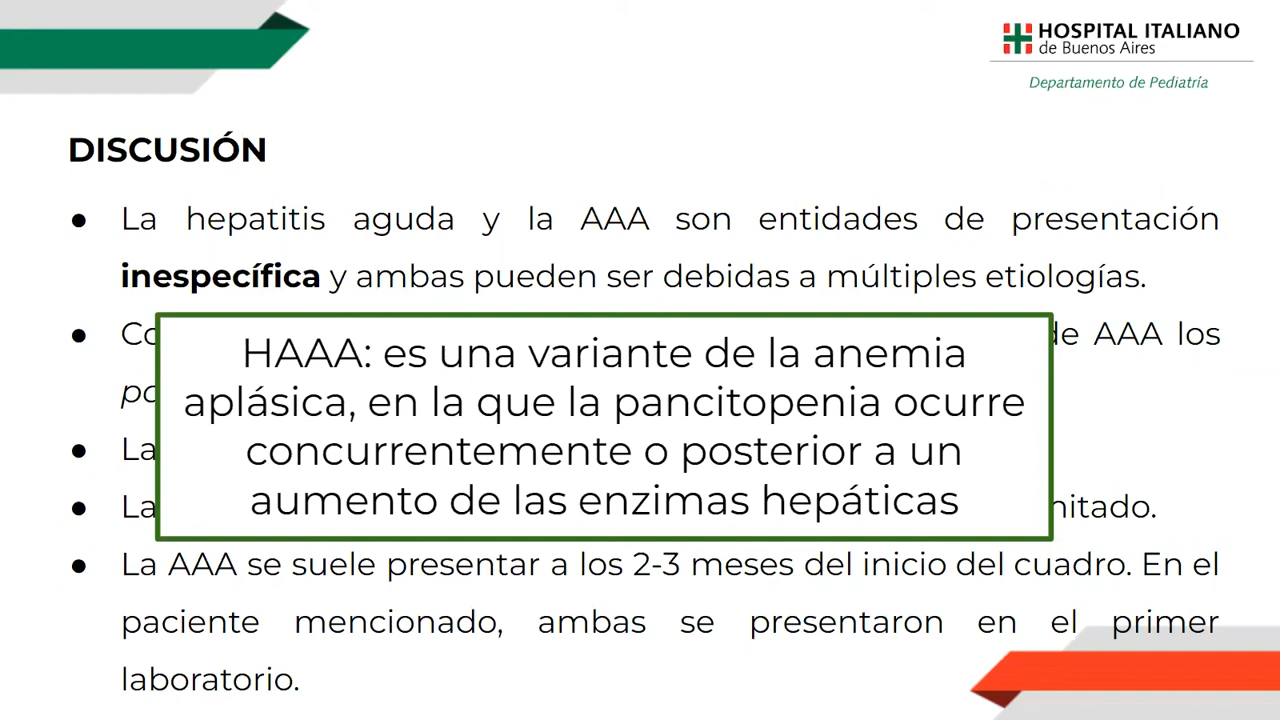 HOSPITAL ITALIANO
de Buenos Aires
Departamento de Pediatría
DISCUSIÓN
● La hepatitis aguda y la AAA son entidades de presentación
inespecífica y ambas pueden ser debidas a múltiples etiologías.
● de AAA los
HAAA: es una variante de la anemia
aplásica, en la que la pancitopenia ocurre
● La
concurrentemente o posterior a un
● La
aumento de las enzimas hepáticas
● La AAA se suele presentar a los 2-3 meses del inicio del cuadro. En el
paciente mencionado, ambas se presentaron en el primer
laboratorio.